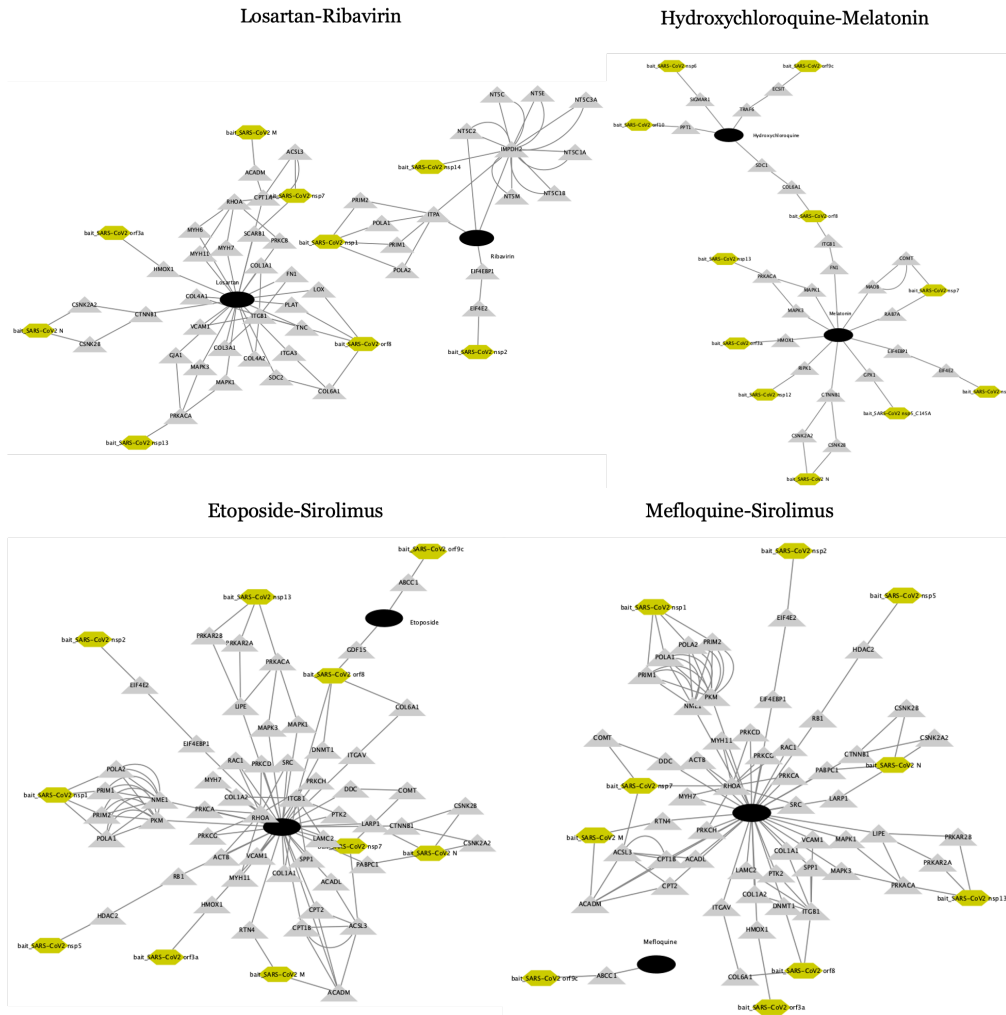 Losartan-Ribavirin
bait_SARS-CoV2 M
ACSL3
ACADM
RHOA
CPT1A
bait_SARS-CoV2 nsp7
MYH6
SCARB1
PRKCB
MYH11
MYH7
bait_SARS-CoV2 orf3a
HMOX1
COL1A1
FN1
Losartan
COL4A1
LOX
PLAT
ITGB1
TNC
CSNK2A2
CTNNB1
bait_SARS-CoV2 N
CSNK2B
VCAM1
GJA1
COL3A1
COL4A2
ITGA3
bait_SARS-CoV2 orf8
MAPK3
MAPK1
SDC2
COL6A1
PRKACA
bait_SARS-CoV2 nsp13
NT5C
NT5E
NT5C3A
NT5C2
IMPDH2
NT5C1A
bait_SARS-CoV2 nsp14
NT5M
NT5C1B
PRIM2
POLA1
ITPA
bait_SARS-CoV2 nsp1
PRIM1
POLA2
Ribavirin
EIF4EBP1
EIF4E2
bait_SARS-CoV2 nsp2
Hydroxychloroquine-Melatonin
bait_SARS-CoV2 nsp6
bait_SARS-CoV2 orf9c
SIGMAR1
ECSIT
TRAF6
bait_SARS-CoV2 orf10
PPT1
Hydroxychloroquine
SDC1
COL6A1
bait_SARS-CoV2 orf8
ITGB1
FN1
bait_SARS-CoV2 nsp13
PRKACA
MAPK1
MAOB
COMT
bait_SARS-CoV2 nsp7
MAPK3
Melatonin
RAB7A
bait_SARS-CoV2 orf3a
HMOX1
EIF4EBP1
EIF4E2
RIPK1
bait_SARS-CoV2 nsp12
CTNNB1
bait_SARS-CoV2 nsp5_C145A
CSNK2A2
CSNK2B
bait_SARS-CoV2 N
Etoposide-Sirolimus
bait_SARS-CoV2 orf9c
ABCC1
Etoposide
GDF15
bait_SARS-CoV2 nsp13
PRKAR2B
PRKAR2A
PRKACA
bait_SARS-CoV2 nsp2
EIF4E2
bait_SARS-CoV2 orf8
LIPE
COL6A1
MAPK3
MAPK1
EIF4EBP1
DNMT1
ITGAV
RAC1
PRKCD
SRC
POLA2
MYH7
PRKCH
bait_SARS-CoV2 nsp1
PRIM1
NME1
COL1A2
ITGB1
DDC
COMT
PRIM2
PKM
PRKCA
RHOA
PTK2
CSNK2B
POLA1
PRKCG
LARP1
CTNNB1
CSNK2A2
LAMC2
bait_SARS-CoV2 nsp7
bait_SARS-CoV2 N
ACTB
VCAM1
SPP1
PABPC1
RB1
MYH11
COL1A1
ACADL
HMOX1
CPT2
HDAC2
RTN4
CPT1B
ACSL3
bait_SARS-CoV2 nsp5
bait_SARS-CoV2 orf3a
bait_SARS-CoV2 M
ACADM
Mefloquine-Sirolimus
bait_SARS-CoV2 nsp2
bait_SARS-CoV2 nsp1
bait_SARS-CoV2 nsp5
EIF4E2
POLA2
PRIM2
POLA1
HDAC2
PRIM1
PKM
EIF4EBP1
RB1
CSNK2B
COMT
MYH11
PRKCD
CSNK2A2
DDC
ACTB
PRKCG
RAC1
CTNNB1
bait_SARS-CoV2 N
PABPC1
bait_SARS-CoV2 nsp7
RHOA
PRKCA
MYH7
SRC
LARP1
RTN4
bait_SARS-CoV2 M
PRKCH
VCAM1
MAPK1
LIPE
PRKAR2B
ACSL3
CPT1B
ACADL
COL1A1
LAMC2
PTK2
SPP1
MAPK3
PRKAR2A
CPT2
COL1A2
PRKACA
bait_SARS-CoV2 nsp13
ACADM
ITGAV
DNMT1
ITGB1
HMOX1
Mefloquine
bait_SARS-CoV2 orf9c
ABCC1
COL6A1
bait_SARS-CoV2 orf8
bait_SARS-CoV2 orf3a